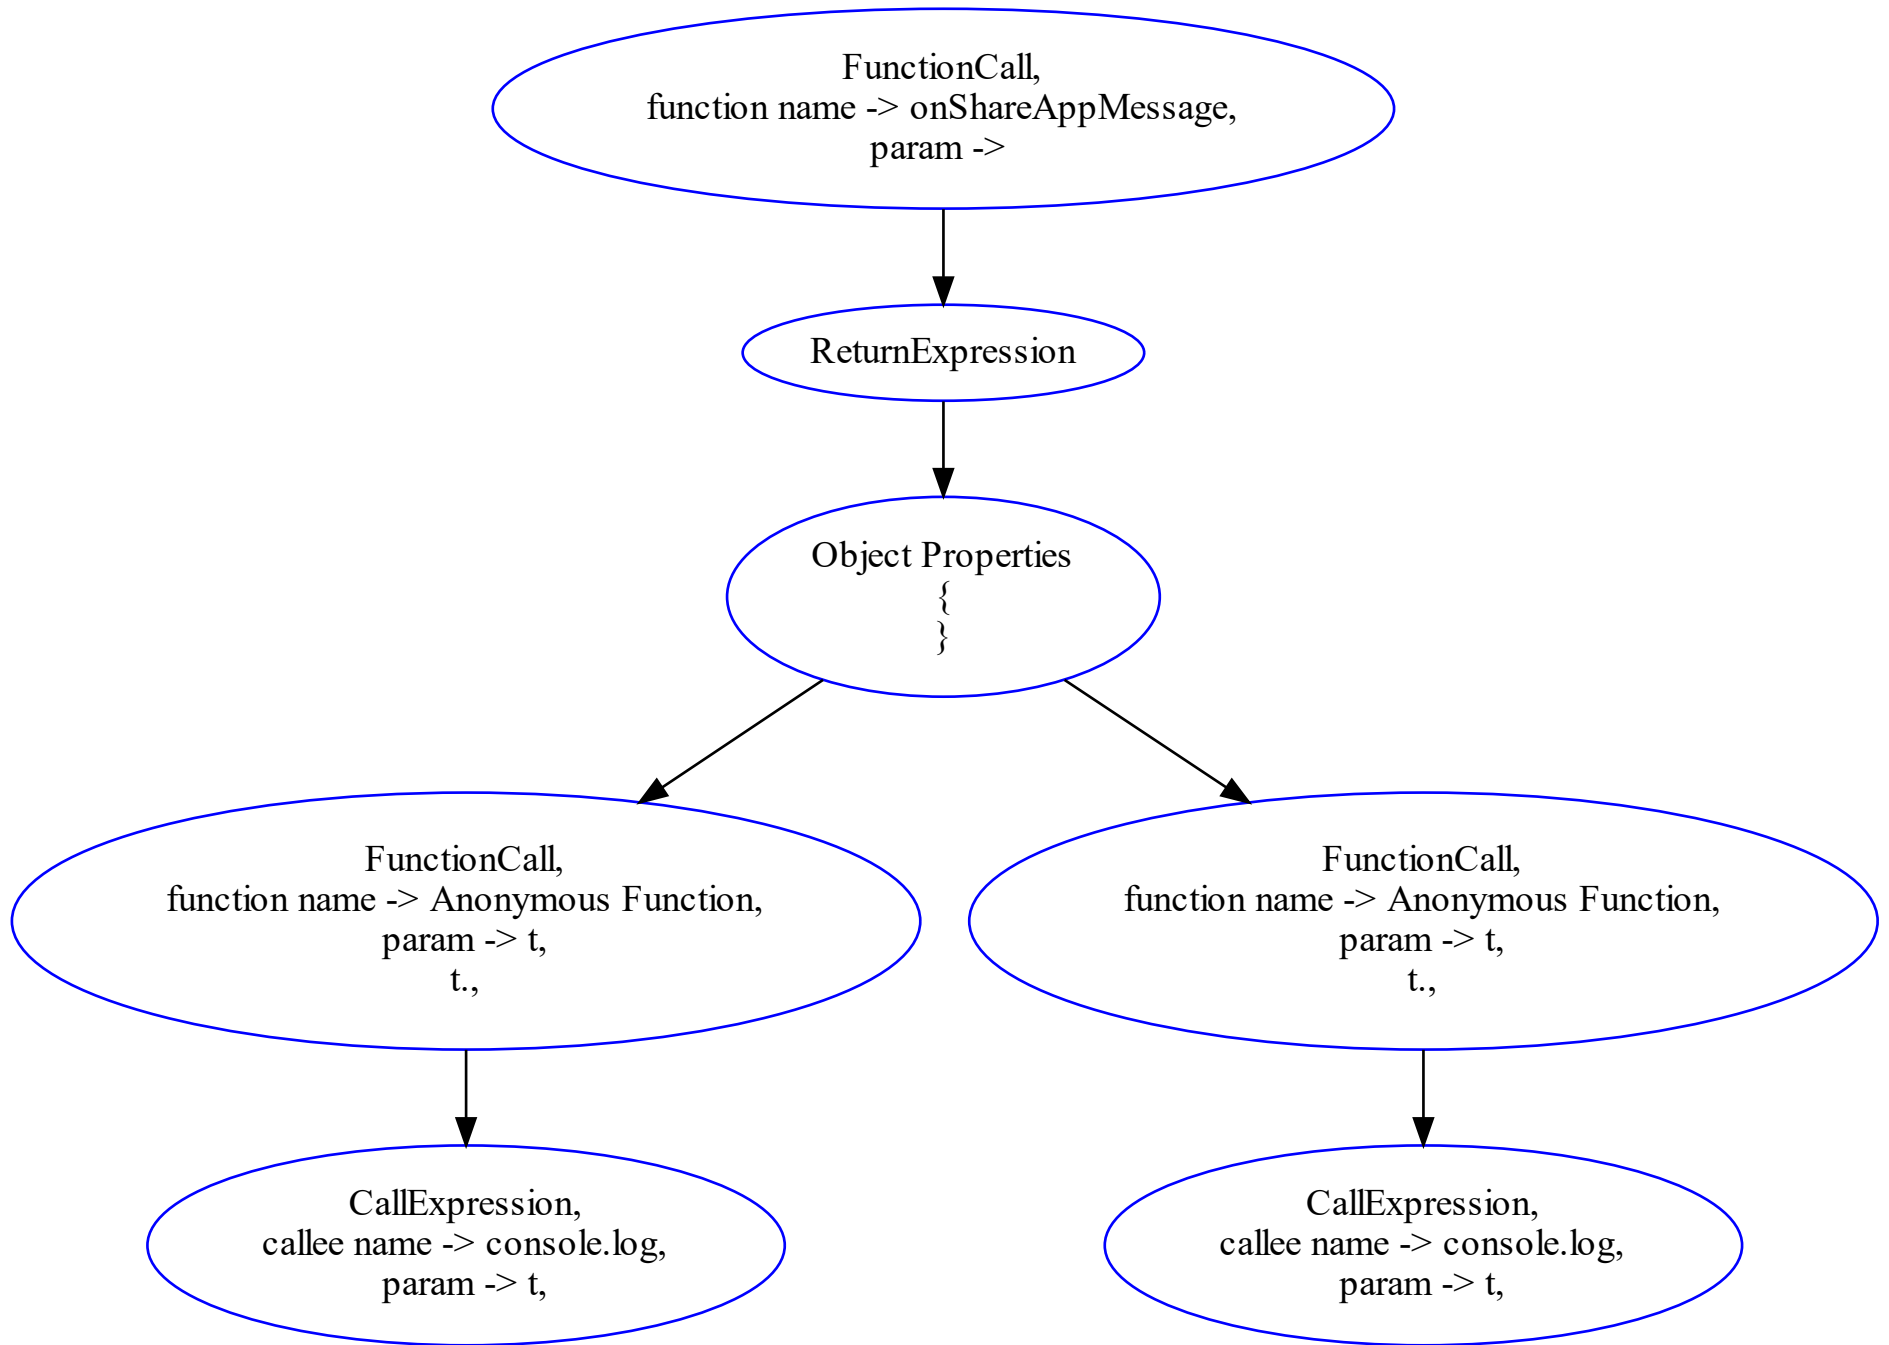 FunctionCall,
function name -> onShareAppMessage,
param ->
ReturnExpression
Object Properties
{
}
FunctionCall,
function name -> Anonymous Function,
param -> t,
t.,
FunctionCall,
function name -> Anonymous Function,
param -> t,
t.,
CallExpression,
callee name -> console.log,
param -> t,
CallExpression,
callee name -> console.log,
param -> t,